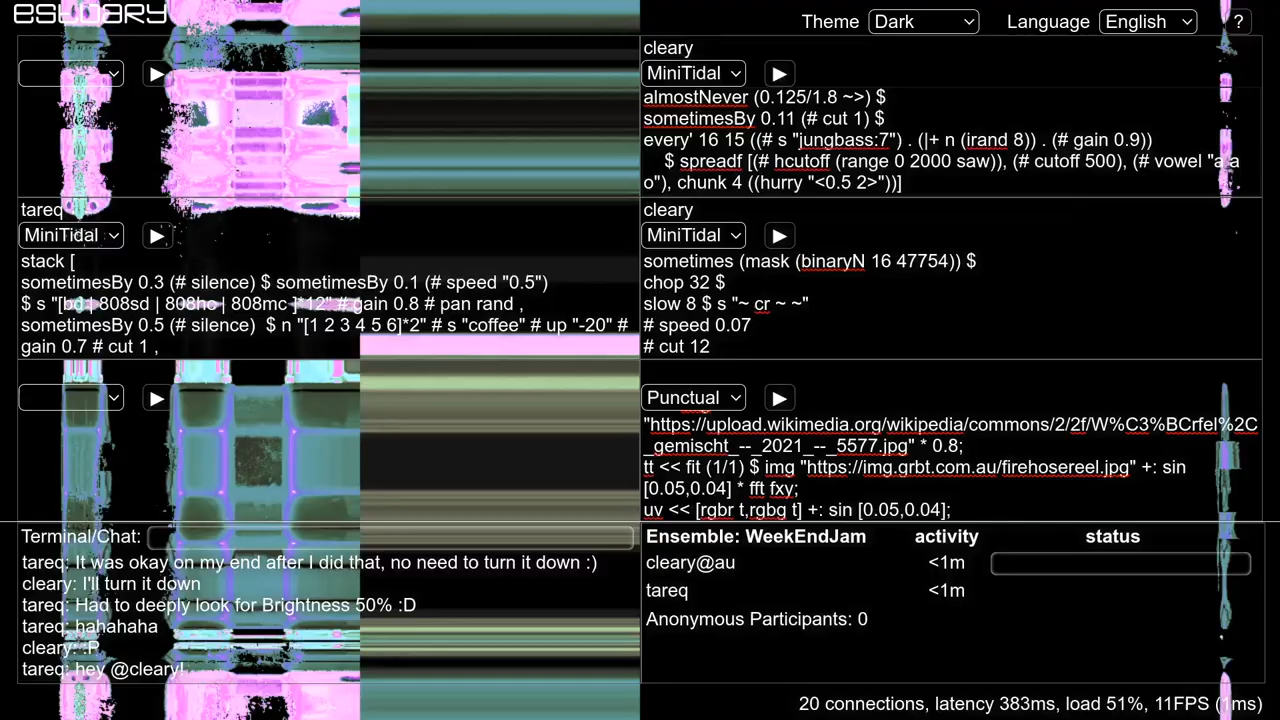 estuary
Theme Dark Language English ?
cleary
MiniTidal
almostNever (0.125/1.8 ~>) $
sometimesBy 0.11 (# cut 1) $
every' 16 15 ((# s "jungbass:7") . (|+ n (irand 8)) . (# gain 0.9))
$ spreadf [(# hcutoff (range 0 2000 saw)), (# cutoff 500), (# vowel "a a
o"), chunk 4 ((hurry "<0.5 2>"))]
tareq
MiniTidal
stack [
sometimesBy 0.3 (# silence) $ sometimesBy 0.1 (# speed "0.5")
$ s "[bd | 808sd | 808hc | 808mc ]*12" # gain 0.8 # pan rand ,
sometimesBy 0.5 (# silence)  $ n "[1 2 3 4 5 6]*2" # s "coffee" # up "-20" #
gain 0.7 # cut 1 ,
cleary
MiniTidal
sometimes (mask (binaryN 16 47754)) $
chop 32 $
slow 8 $ s "~ cr ~ ~"
# speed 0.07
# cut 12
Punctual
"https://upload.wikimedia.org/wikipedia/commons/2/2f/W%C3%BCrfel%2C
_gemischt_--_2021_--_5577.jpg" * 0.8;
tt << fit (1/1) $ img "https://img.grbt.com.au/firehosereel.jpg" +: sin
[0.05,0.04] * fft fxy;
uv << [rgbr t,rgbg t] +: sin [0.05,0.04];
Terminal/Chat:
tareq: It was okay on my end after I did that, no need to turn it down :)
cleary: I'll turn it down
tareq: Had to deeply look for Brightness 50% :D
tareq: hahahaha
cleary: :P
tareq: hey @cleary!
Ensemble: WeekEndJam activity status
cleary@au <1m
tareq <1m
Anonymous Participants: 0
20 connections, latency 383ms, load 51%, 11FPS (1ms)